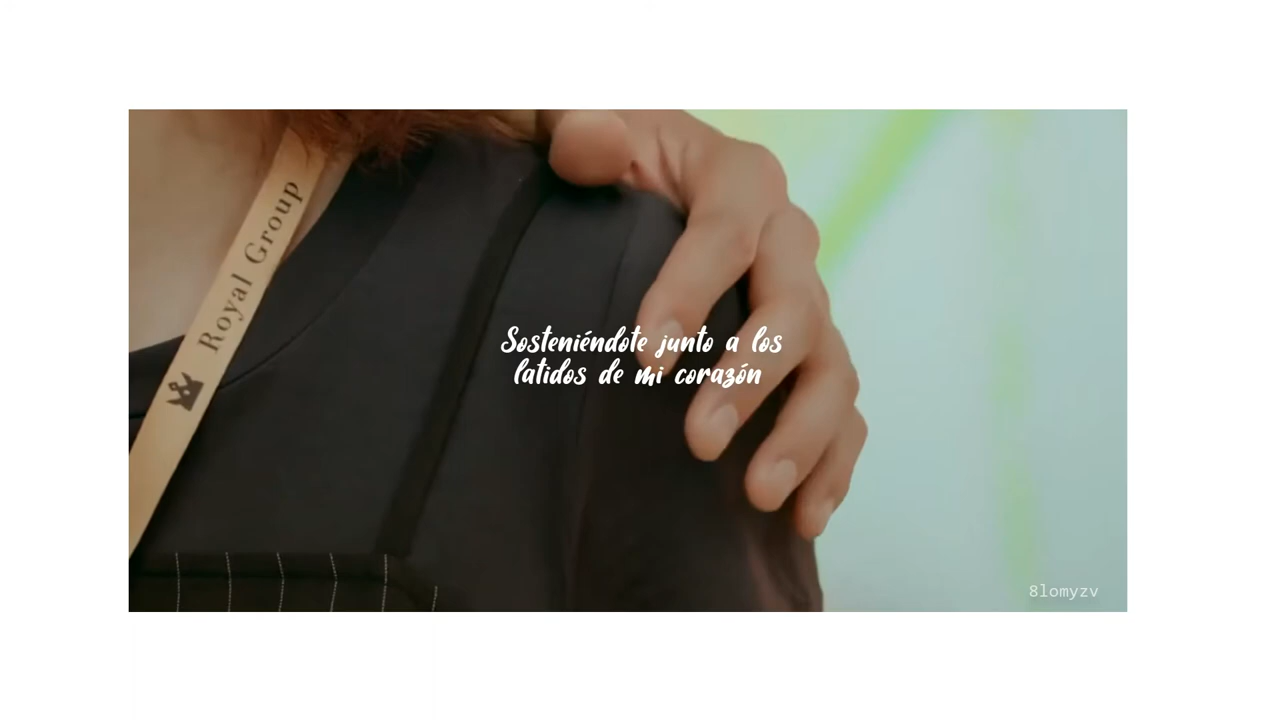 Royal Group
Sosteniéndote junto a los
latidos de mi corazón
8lomyzv